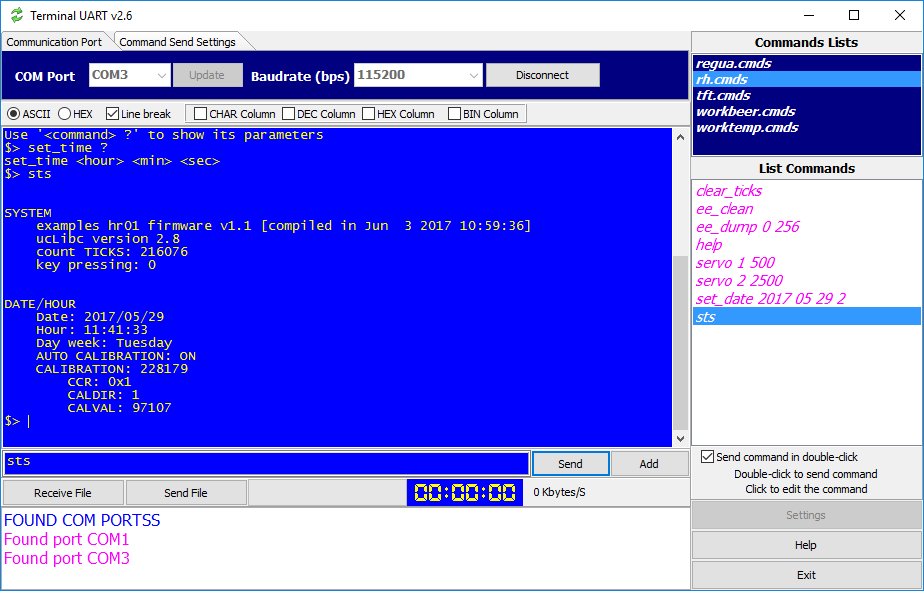 Terminal UART v2.6
Communication Port
Command Send Settings
COM Port
COM3
Update
Baudrate (bps)
115200
Disconnect
ASCII
HEX
Line break
CHAR Column
DEC Column
HEX Column
BIN Column
Use '<command> ?' to show its parameters
$> set_time ?
set_time <hour> <min> <sec>
$> sts
SYSTEM
examples hr01 firmware v1.1 [compiled in Jun  3 2017 10:59:36]
ucLibc version 2.8
count TICKS: 216076
key pressing: 0
DATE/HOUR
Date: 2017/05/29
Hour: 11:41:33
Day week: Tuesday
AUTO CALIBRATION: ON
CALIBRATION: 228179
CCR: 0x1
CALDIR: 1
CALVAL: 97107
$>
sts
Send
Add
Receive File
Send File
00:00:00
0 Kbytes/S
FOUND COM PORTSS
Found port COM1
Found port COM3
Commands Lists
regua.cmds
rh.cmds
tft.cmds
workbeer.cmds
worktemp.cmds
List Commands
clear_ticks
ee_clean
ee_dump 0 256
help
servo 1 500
servo 2 2500
set_date 2017 05 29 2
sts
Send command in double-click
Double-click to send command
Click to edit the command
Settings
Help
Exit